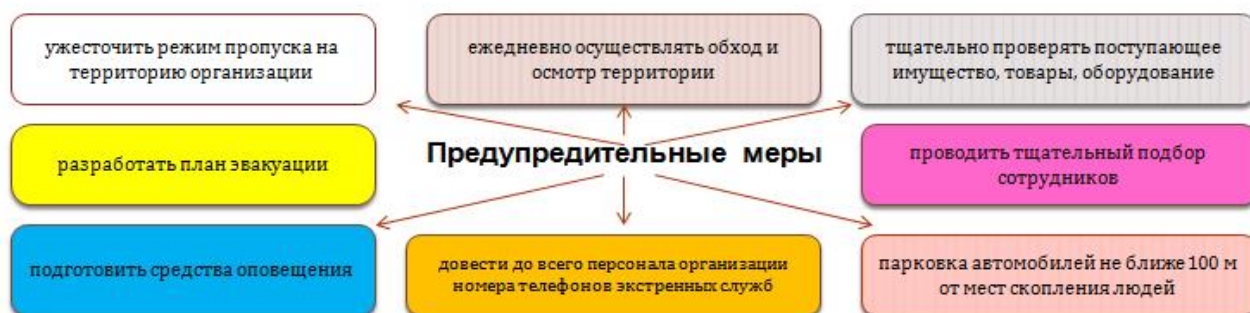 ужесточить режим пропуска на
территорию организации
ежедневно осуществлять обход и
осмотр территории
тщательно проверять поступающее
имущество, товары, оборудование
разработать план эвакуации
Предупредительные меры
проводить тщательный подбор
сотрудников
подготовить средства оповещения
довести до всего персонала организации
номера телефонов экстренных служб
парковка автомобилей не ближе 100 м
от мест скопления людей